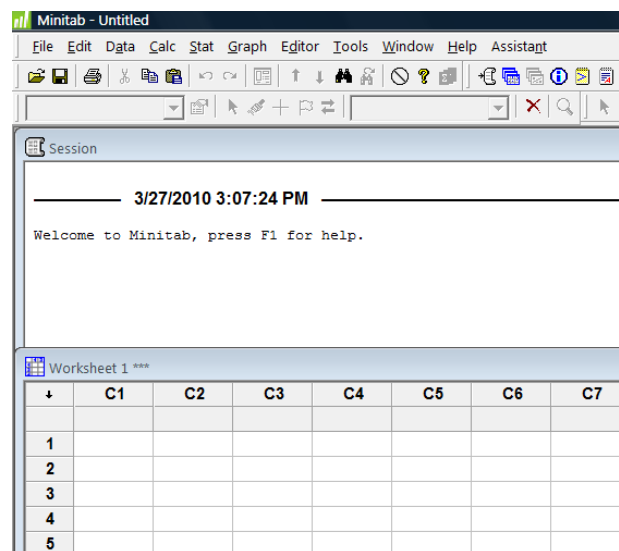 Minitab - Untitled
File Edit Data Calc Stat Graph Editor Tools Window Help Assistant
Session
3/27/2010 3:07:24 PM
Welcome to Minitab, press F1 for help.
Worksheet 1 ***
C1 C2 C3 C4 C5 C6 C7
1
2
3
4
5